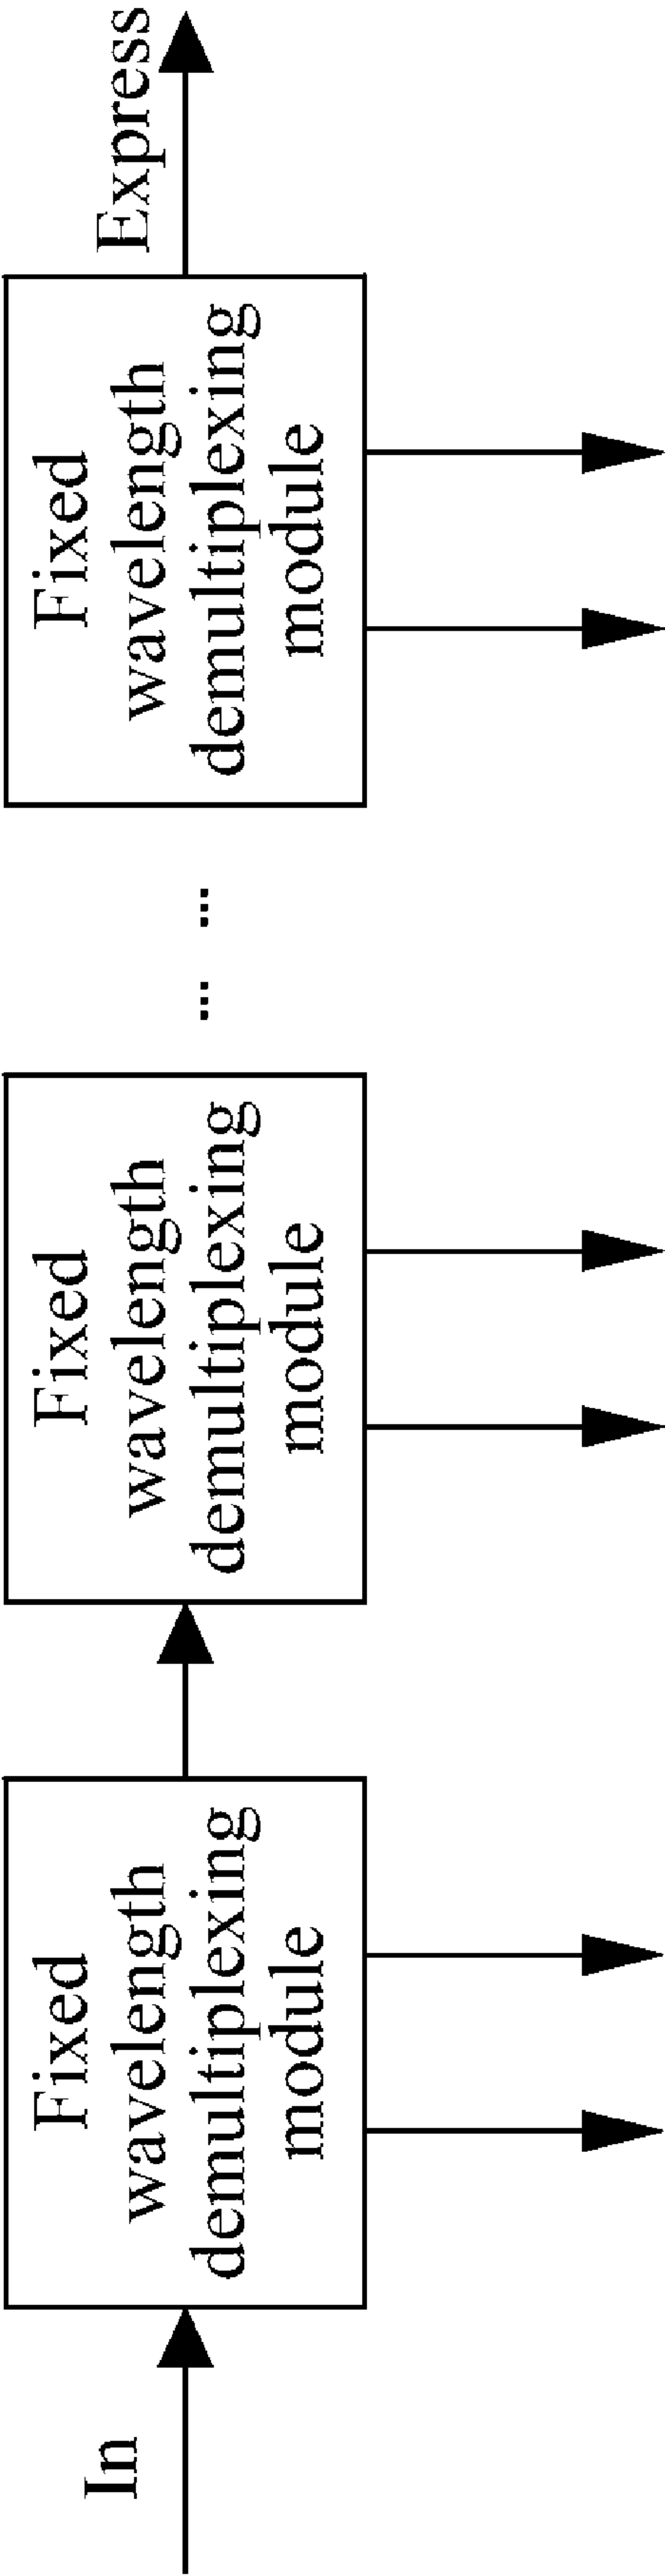 In
Fixed
wavelength
demultiplexing
module
Fixed
wavelength
demultiplexing
module
... ...
Fixed
wavelength
demultiplexing
module
Express